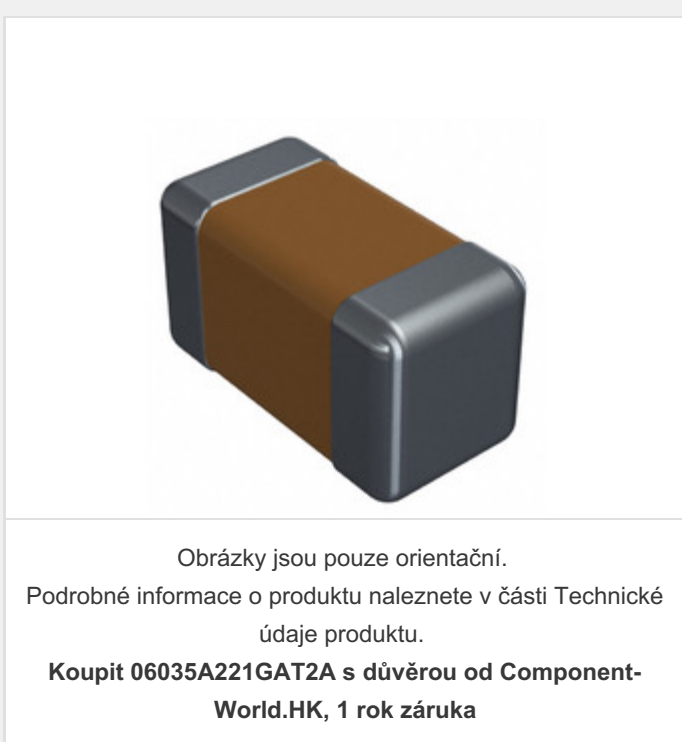 Obrázky jsou pouze orientační.
Podrobné informace o produktu naleznete v části Technické
údaje produktu.
Koupit 06035A221GAT2A s důvěrou od Component-
World.HK, 1 rok záruka